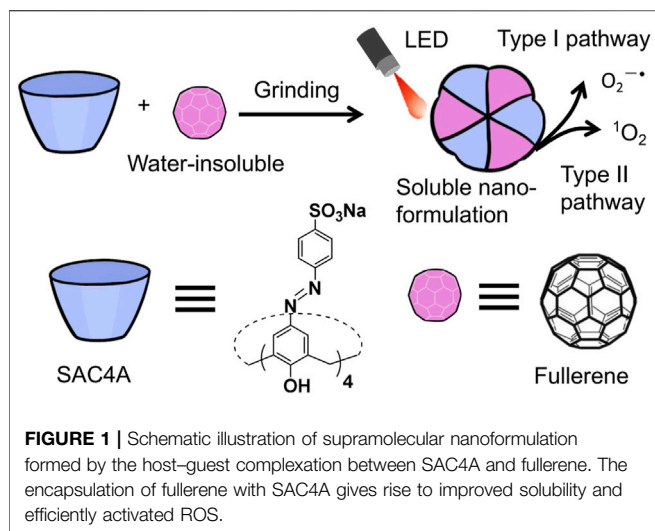 LED
Type I pathway
+
Grinding
O₂⁻•
¹O₂
Water-insoluble
Soluble nano-
formulation
Type II
pathway
SO₃Na
N
N
SAC4A
OH
4
Fullerene
FIGURE 1 | Schematic illustration of supramolecular nanoformulation
formed by the host–guest complexation between SAC4A and fullerene. The
encapsulation of fullerene with SAC4A gives rise to improved solubility and
efficiently activated ROS.